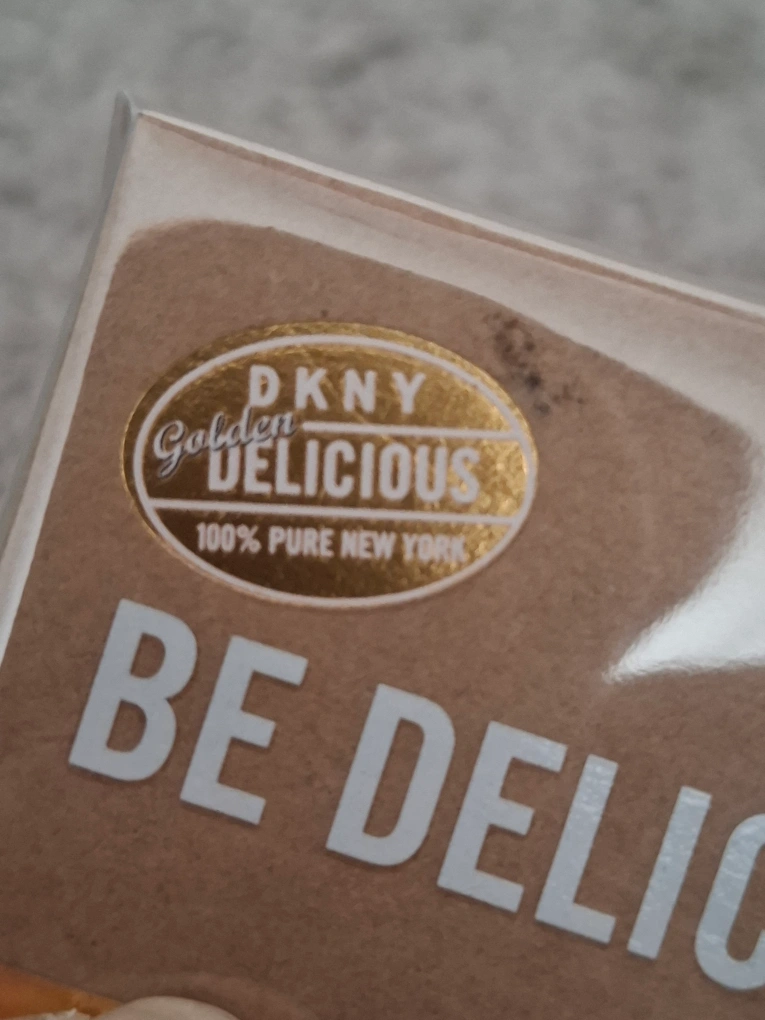 DKNY
Golden
DELICIOUS
100% PURE NEW YORK
BE DELIC